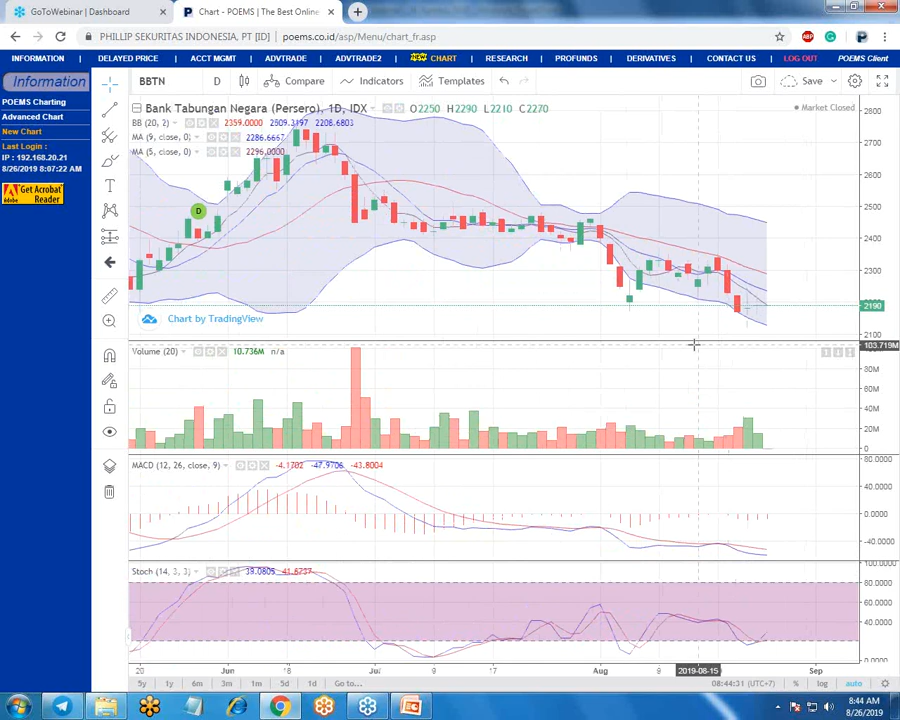 GoToWebinar | Dashboard
Chart - POEMS | The Best Online
PHILLIP SEKURITAS INDONESIA, PT [ID] | poems.co.id/asp/Menu/chart_fr.asp
INFORMATION DELAYED PRICE ACCT MGMT ADVTRADE ADVTRADE2 NEW CHART RESEARCH PROFUNDS DERIVATIVES CONTACT US LOG OUT POEMS Client
Information
POEMS Charting
Advanced Chart
New Chart
Last Login :
IP : 192.168.20.21
8/26/2019 8:07:22 AM
Get Acrobat
Reader
BBTN D Compare Indicators Templates Save
Bank Tabungan Negara (Persero), 1D, IDX O2250 H2290 L2210 C2270
Market Closed
BB (20, 2) 2359.0000 2509.3197 2208.6803
MA (9, close, 0) 2286.6667
MA (5, close, 0) 2296.0000
D
2800
2700
2600
2500
2400
2300
2190
2100
Chart by TradingView
103.719M
Volume (20) 10.736M n/a
80M
60M
40M
20M
0
MACD (12, 26, close, 9) -4.1702 -47.9706 -43.8004
80.0000
40.0000
0.0000
-40.0000
Stoch (14, 3, 3) 39.0805 41.6737
100.0000
80.0000
60.0000
40.0000
0.0000
20 Jun 18 Jul 9 17 Aug 9 2019-08-15 Sep
5y 1y 6m 3m 1m 5d 1d Go to...
08:44:31 (UTC+7) % log auto
8:44 AM
8/26/2019